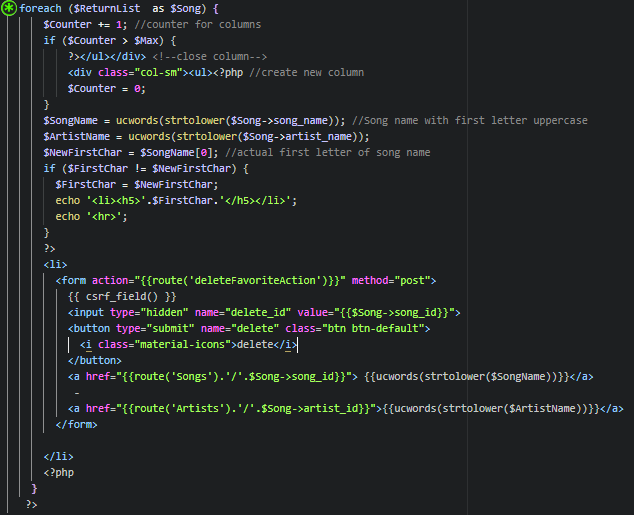 foreach ($ReturnList  as $Song) {
$Counter += 1; //counter for columns
if ($Counter > $Max) {
?></ul></div> <!--close column-->
<div class="col-sm"><ul><?php //create new column
$Counter = 0;
}
$SongName = ucwords(strtolower($Song->song_name)); //Song name with first letter uppercase
$ArtistName = ucwords(strtolower($Song->artist_name));
$NewFirstChar = $SongName[0]; //actual first letter of song name
if ($FirstChar != $NewFirstChar) {
$FirstChar = $NewFirstChar;
echo '<li><h5>'.$FirstChar.'</h5></li>';
echo '<hr>';
}
?>
<li>
<form action="{{route('deleteFavoriteAction')}}" method="post">
{{ csrf_field() }}
<input type="hidden" name="delete_id" value="{{$Song->song_id}}">
<button type="submit" name="delete" class="btn btn-default">
<i class="material-icons">delete</i>
</button>
<a href="{{route('Songs').'/'.$Song->song_id}}"> {{ucwords(strtolower($SongName))}}</a>
-
<a href="{{route('Artists').'/'.$Song->artist_id}}">{{ucwords(strtolower($ArtistName))}}</a>
</form>
</li>
<?php
}
?>